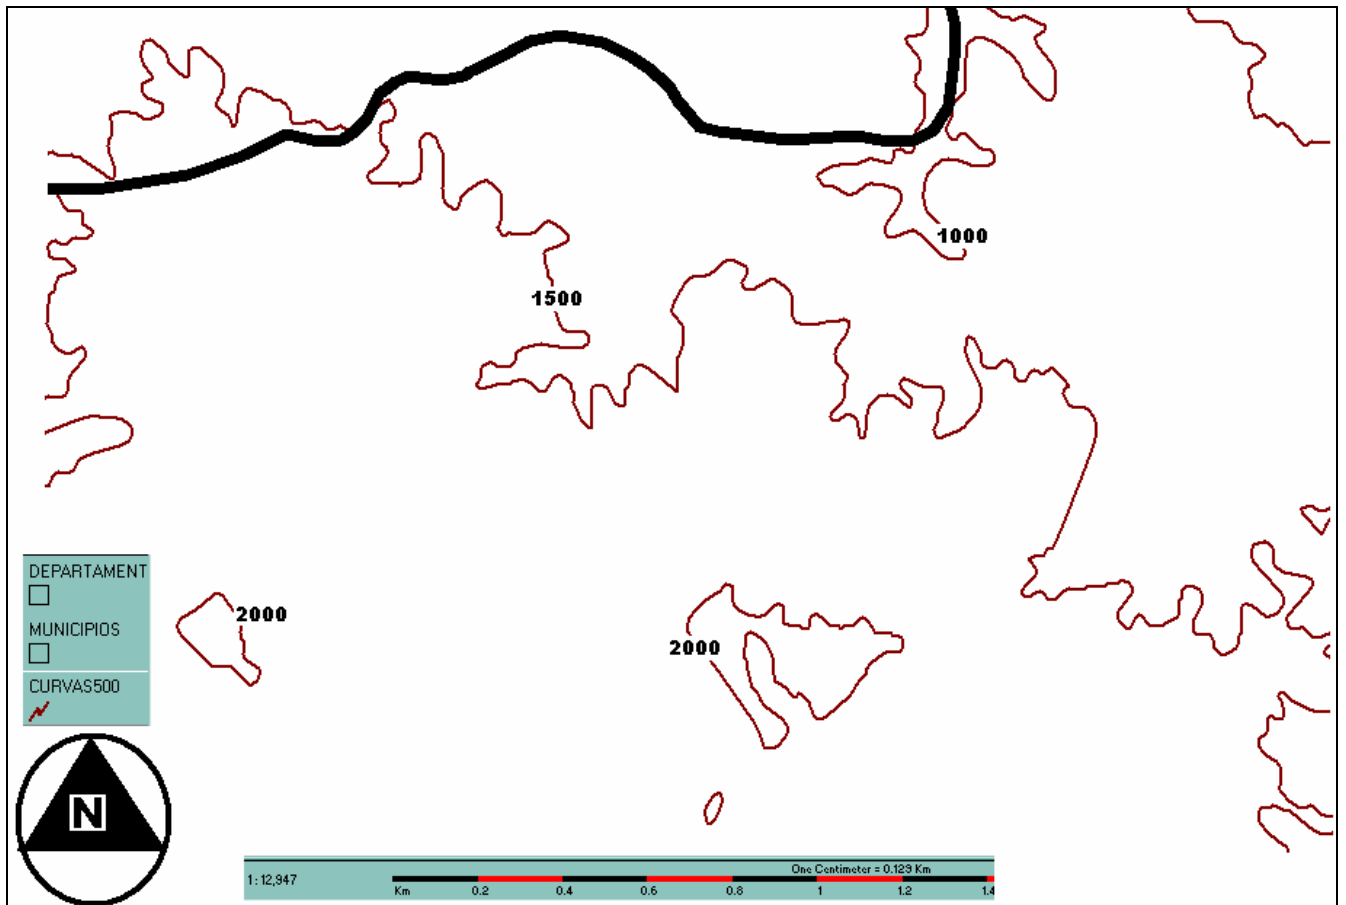 1000
1500
DEPARTAMENT
MUNICIPIOS
CURVAS500
2000
2000
N
1:12,947
One Centimeter = 0.129 Km
Km 0.2 0.4 0.6 0.8 1 1.2 1.4